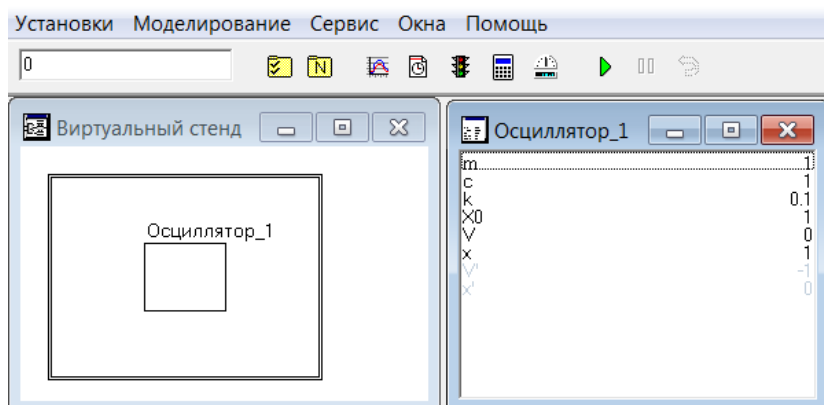 Установки Моделирование Сервис Окна Помощь
0
N
Виртуальный стенд
Осциллятор_1
Осциллятор_1
m 1
c 1
k 0.1
X0 1
V 0
x 1
V' -1
x' 0